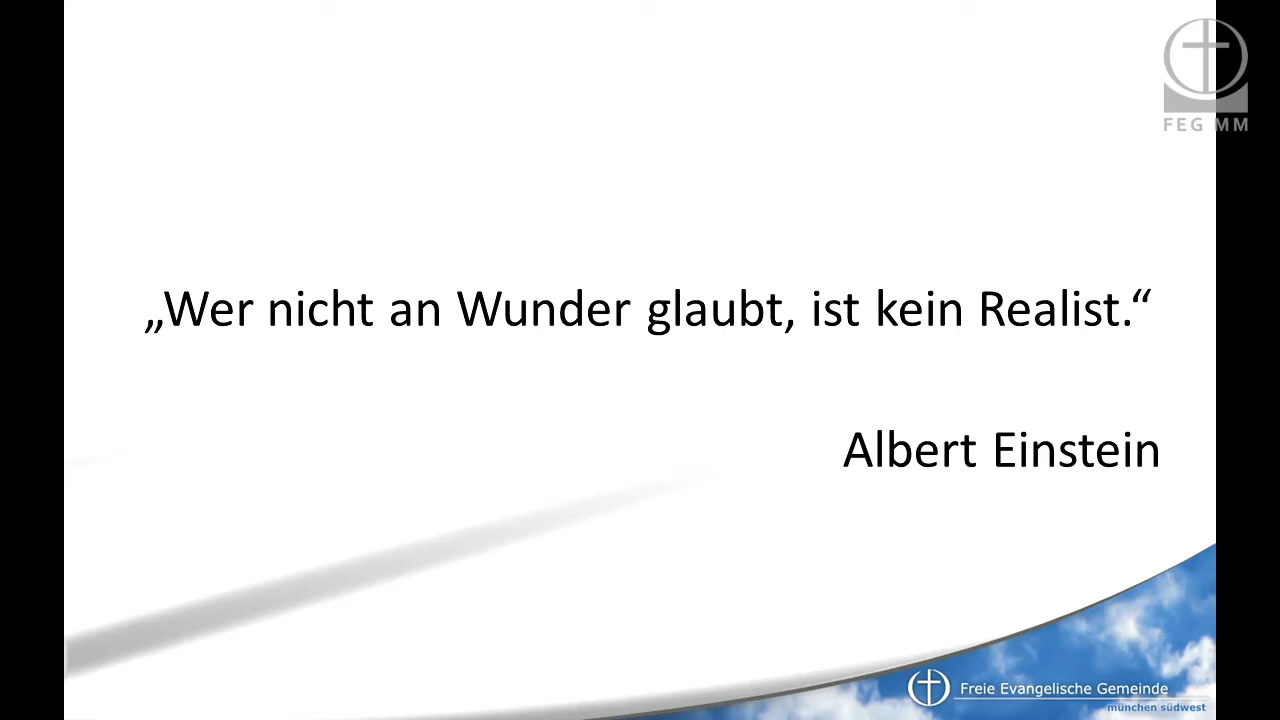 FEG MM
„Wer nicht an Wunder glaubt, ist kein Realist.“
Albert Einstein
Freie Evangelische Gemeinde
münchen südwest